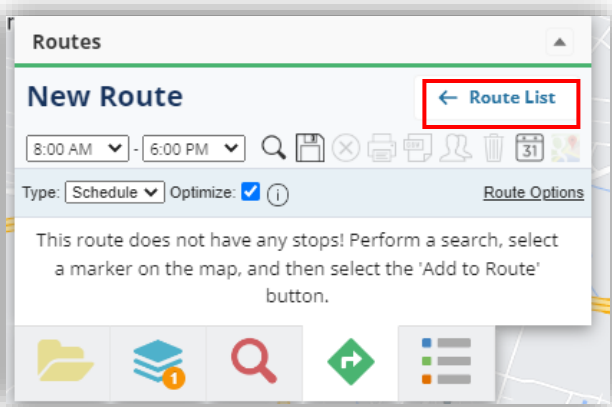 Routes
New Route
← Route List
8:00 AM - 6:00 PM
CSV
31
Type: Schedule Optimize: i
Route Options
This route does not have any stops! Perform a search, select
a marker on the map, and then select the 'Add to Route'
button.
1